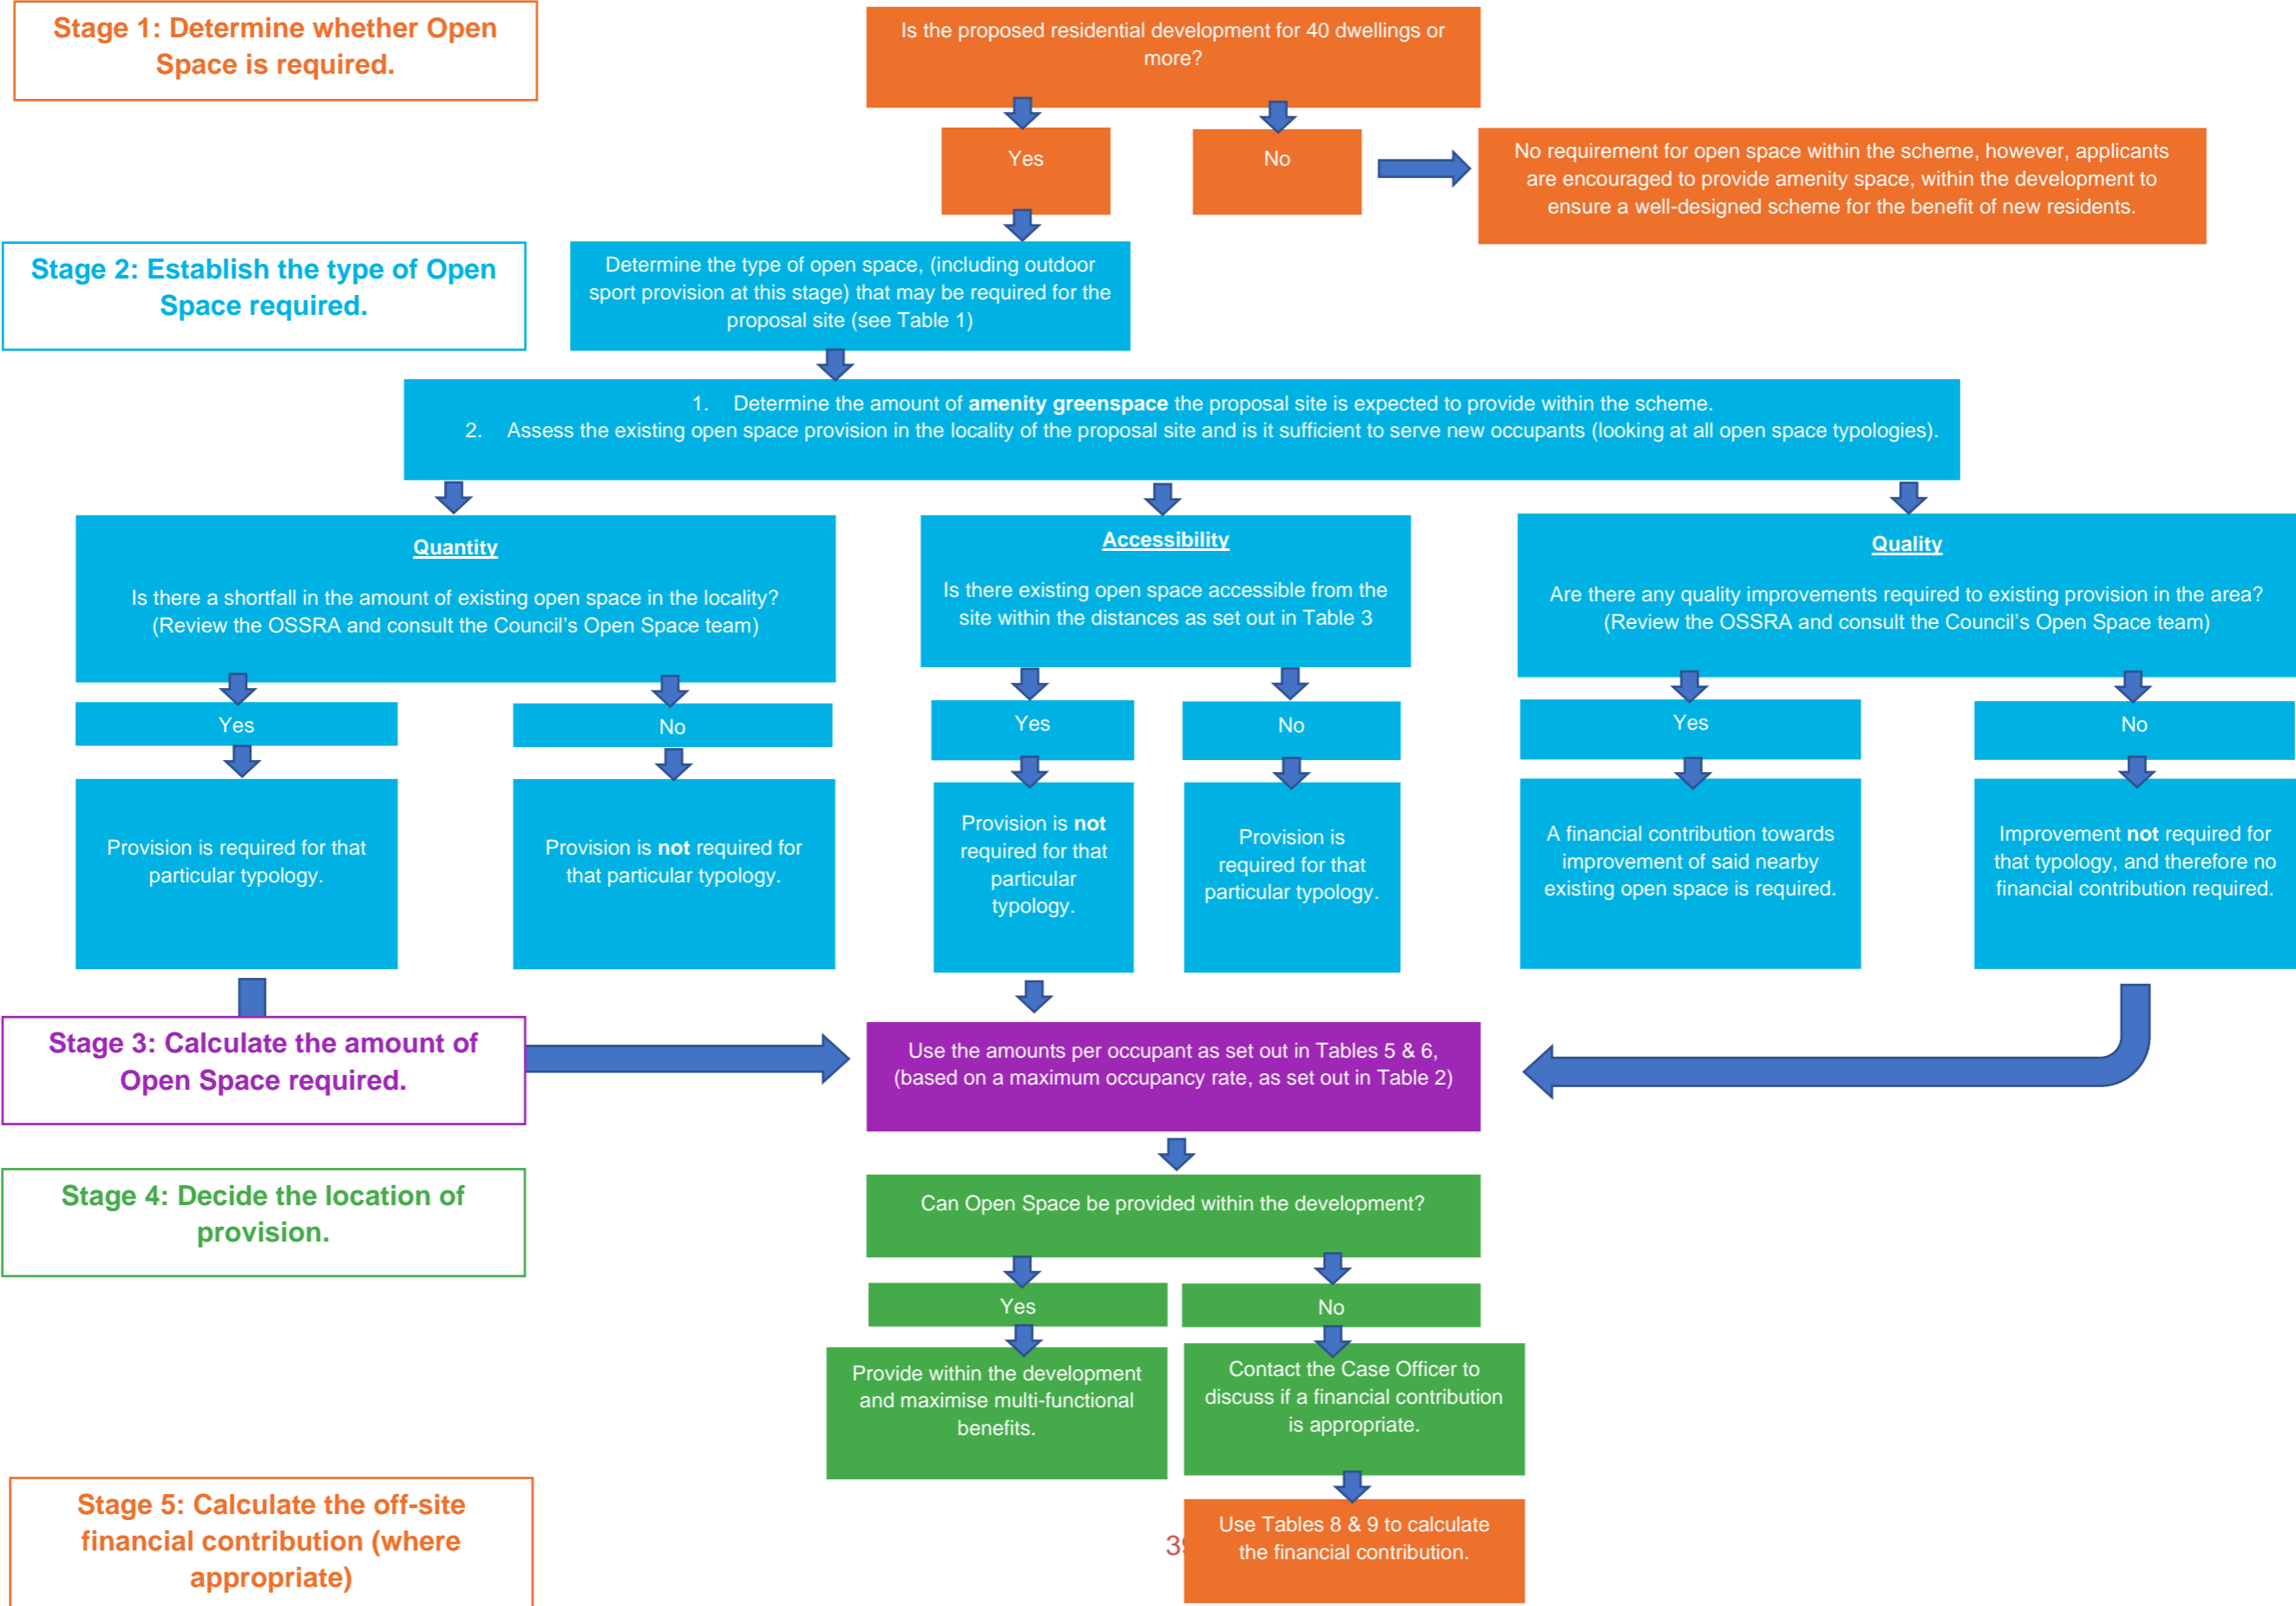 Stage 1: Determine whether Open
Space is required.
Is the proposed residential development for 40 dwellings or
more?
Yes
No
No requirement for open space within the scheme, however, applicants
are encouraged to provide amenity space, within the development to
ensure a well-designed scheme for the benefit of new residents.
Stage 2: Establish the type of Open
Space required.
Determine the type of open space, (including outdoor
sport provision at this stage) that may be required for the
proposal site (see Table 1)
1. Determine the amount of amenity greenspace the proposal site is expected to provide within the scheme.
2. Assess the existing open space provision in the locality of the proposal site and is it sufficient to serve new occupants (looking at all open space typologies).
Quantity
Is there a shortfall in the amount of existing open space in the locality?
(Review the OSSRA and consult the Council's Open Space team)
Yes
No
Provision is required for that
particular typology.
Provision is not required for
that particular typology.
Accessibility
Is there existing open space accessible from the
site within the distances as set out in Table 3
Yes
No
Provision is not
required for that
particular
typology.
Provision is
required for that
particular typology.
Quality
Are there any quality improvements required to existing provision in the area?
(Review the OSSRA and consult the Council's Open Space team)
Yes
No
A financial contribution towards
improvement of said nearby
existing open space is required.
Improvement not required for
that typology, and therefore no
financial contribution required.
Stage 3: Calculate the amount of
Open Space required.
Use the amounts per occupant as set out in Tables 5 & 6,
(based on a maximum occupancy rate, as set out in Table 2)
Stage 4: Decide the location of
provision.
Can Open Space be provided within the development?
Yes
No
Provide within the development
and maximise multi-functional
benefits.
Contact the Case Officer to
discuss if a financial contribution
is appropriate.
Stage 5: Calculate the off-site
financial contribution (where
appropriate)
Use Tables 8 & 9 to calculate
the financial contribution.